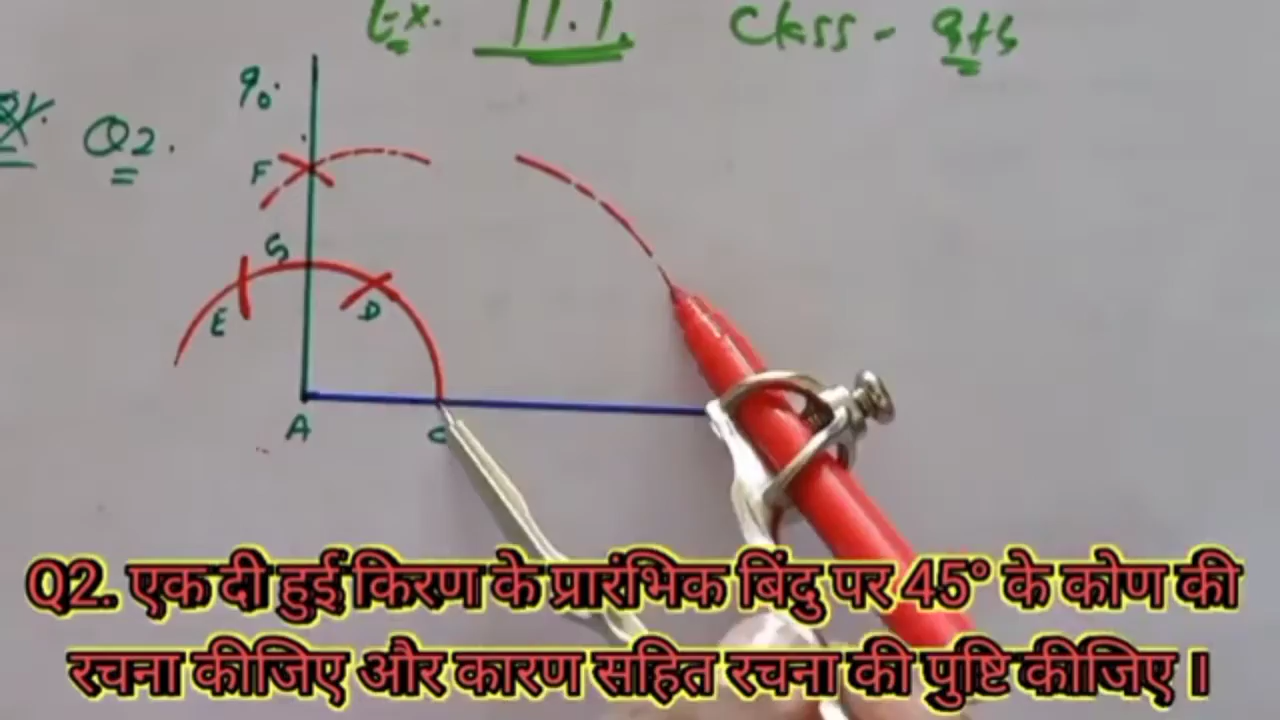 Ex. 11.1 Class - 9th
Q2.
90°
F
G
E
D
A
C
Q2. एक दी हुई किरण के प्रारंभिक बिंदु पर 45° के कोण की
रचना कीजिए और कारण सहित रचना की पुष्टि कीजिए ।